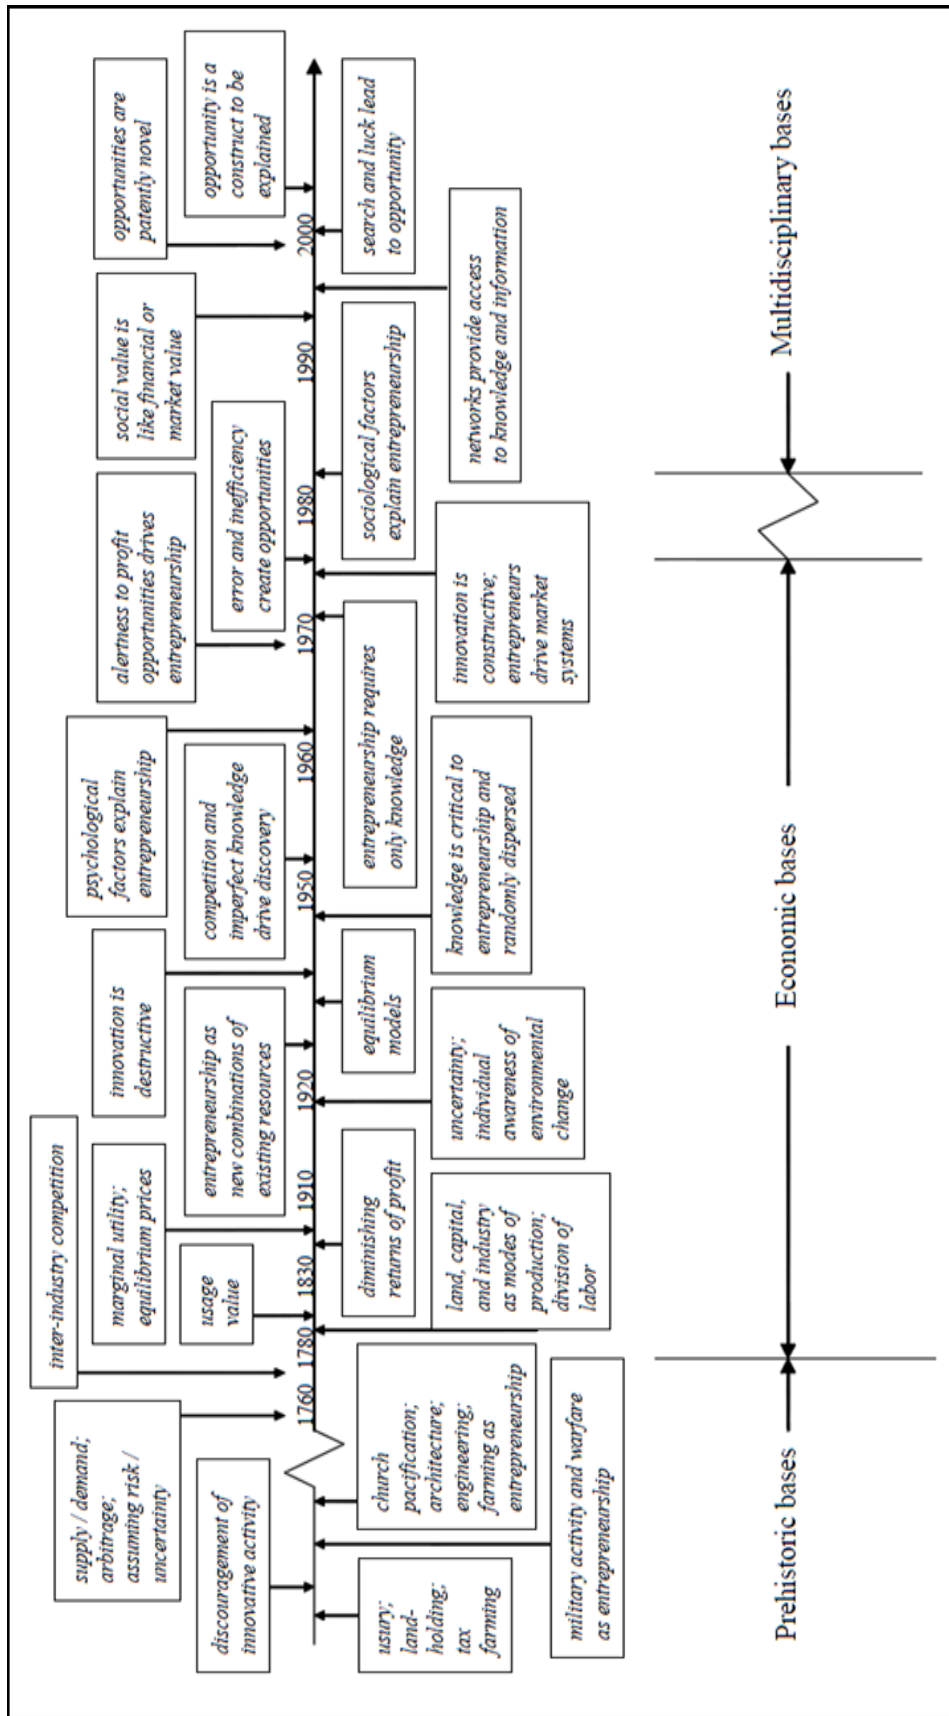 supply / demand;
arbitrage;
assuming risk /
uncertainty
inter-industry competition
discouragement of
innovative activity
marginal utility;
equilibrium prices
usage
value
innovation is
destructive
entrepreneurship as
new combinations of
existing resources
psychological
factors explain
entrepreneurship
competition and
imperfect knowledge
drive discovery
alertness to profit
opportunities drives
entrepreneurship
error and inefficiency
create opportunities
social value is
like financial or
market value
opportunities are
patently novel
opportunity is a
construct to be
explained
1760
1780
1830
1910
1920
1950
1960
1970
1980
1990
2000
usury;
land-
holding;
tax
farming
church
pacification;
architecture;
engineering;
farming as
entrepreneurship
military activity and warfare
as entrepreneurship
diminishing
returns of profit
land, capital,
and industry
as modes of
production;
division of
labor
equilibrium
models
uncertainty;
individual
awareness of
environmental
change
entrepreneurship requires
only knowledge
knowledge is critical to
entrepreneurship and
randomly dispersed
sociological factors
explain entrepreneurship
innovation is
constructive;
entrepreneurs
drive market
systems
search and luck lead
to opportunity
networks provide access
to knowledge and information
Prehistoric bases
Economic bases
Multidisciplinary bases